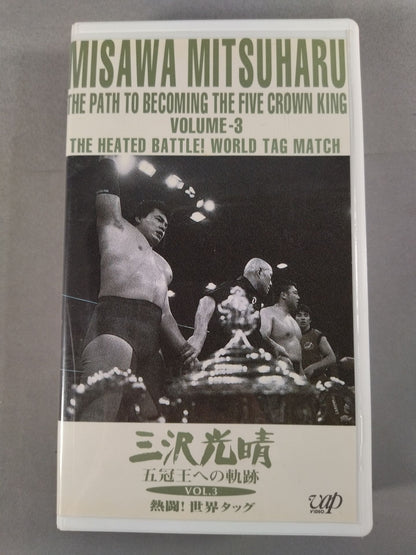 MISAWA MITSUHARU
THE PATH TO BECOMING THE FIVE CROWN KING
VOLUME-3
THE HEATED BATTLE! WORLD TAG MATCH
三沢光晴
五冠王への軌跡
VOL.3
熱闘!世界タッグ
vap
VIDEO